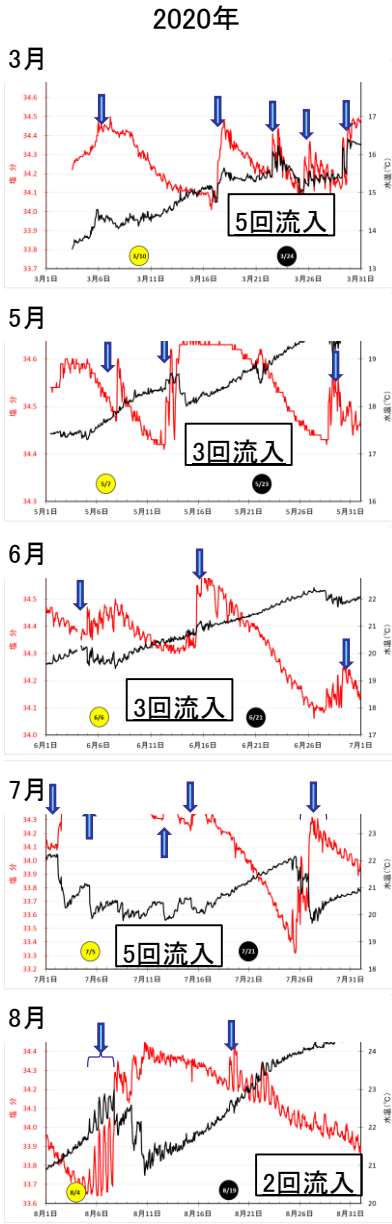 2020年
3月
34.6
34.5
34.4
34.3
34.2
34.1
34.0
33.9
33.8
33.7
塩分
17
16
15
14
13
水温(℃)
5回流入
3/10
3/24
3月1日
3月6日
3月11日
3月16日
3月21日
3月26日
3月31日
5月
34.6
34.5
34.4
34.3
塩分
19
18
17
16
水温(℃)
3回流入
5/7
5/23
5月1日
5月6日
5月11日
5月16日
5月21日
5月26日
5月31日
6月
34.5
34.4
34.3
34.2
34.1
34.0
塩分
22
21
20
19
18
17
水温(℃)
3回流入
6/6
6/21
6月1日
6月6日
6月11日
6月16日
6月21日
6月26日
7月1日
7月
34.3
34.2
34.1
34.0
33.9
33.8
33.7
33.6
33.5
33.4
33.3
33.2
塩分
23
22
21
20
19
18
水温(℃)
5回流入
7/5
7/21
7月1日
7月6日
7月11日
7月16日
7月21日
7月26日
7月31日
8月
34.4
34.3
34.2
34.1
34.0
33.9
33.8
33.7
33.6
塩分
24
23
22
21
20
水温(℃)
2回流入
8/4
8/19
8月1日
8月6日
8月11日
8月16日
8月21日
8月26日
8月31日